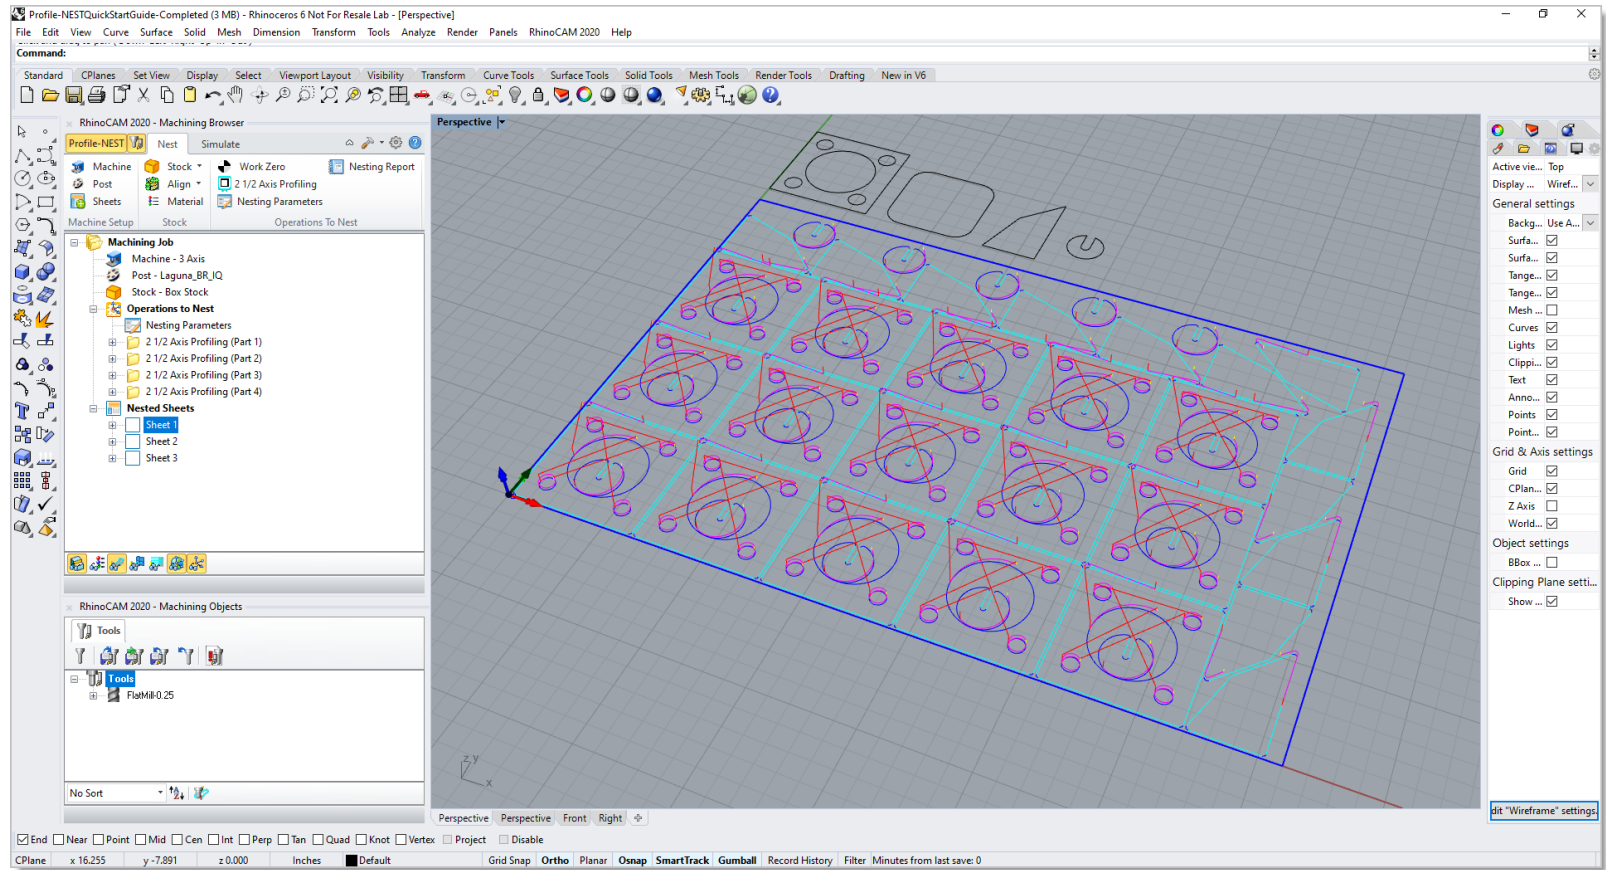 Profile-NESTQuickStartGuide-Completed (3 MB) - Rhinoceros 6 Not For Resale Lab - [Perspective]
File Edit View Curve Surface Solid Mesh Dimension Transform Tools Analyze Render Panels RhinoCAM 2020 Help
Command:
Standard CPlanes Set View Display Select Viewport Layout Visibility Transform Curve Tools Surface Tools Solid Tools Mesh Tools Render Tools Drafting New in V6
RhinoCAM 2020 - Machining Browser
Profile-NEST Nest Simulate
Machine Stock Work Zero Nesting Report
Post Align 2 1/2 Axis Profiling
Sheets Material Nesting Parameters
Machine Setup Stock Operations To Nest
Machining Job
Machine - 3 Axis
Post - Laguna_BR_IQ
Stock - Box Stock
Operations to Nest
Nesting Parameters
2 1/2 Axis Profiling (Part 1)
2 1/2 Axis Profiling (Part 2)
2 1/2 Axis Profiling (Part 3)
2 1/2 Axis Profiling (Part 4)
Nested Sheets
Sheet 1
Sheet 2
Sheet 3
RhinoCAM 2020 - Machining Objects
Tools
Tools
FlatMill-0.25
No Sort
Perspective
z y
x
Perspective Perspective Front Right
Active vie... Top
Display ... Wiref...
General settings
Backg... Use A...
Surfa...
Surfa...
Tange...
Tange...
Mesh ...
Curves
Lights
Clippi...
Text
Anno...
Points
Point...
Grid & Axis settings
Grid
CPlan...
Z Axis
World...
Object settings
BBox ...
Clipping Plane setti...
Show ...
dit "Wireframe" settings.
End Near Point Mid Cen Int Perp Tan Quad Knot Vertex Project Disable
CPlane x 16.255 y -7.891 z 0.000 Inches Default Grid Snap Ortho Planar Osnap SmartTrack Gumball Record History Filter Minutes from last save: 0